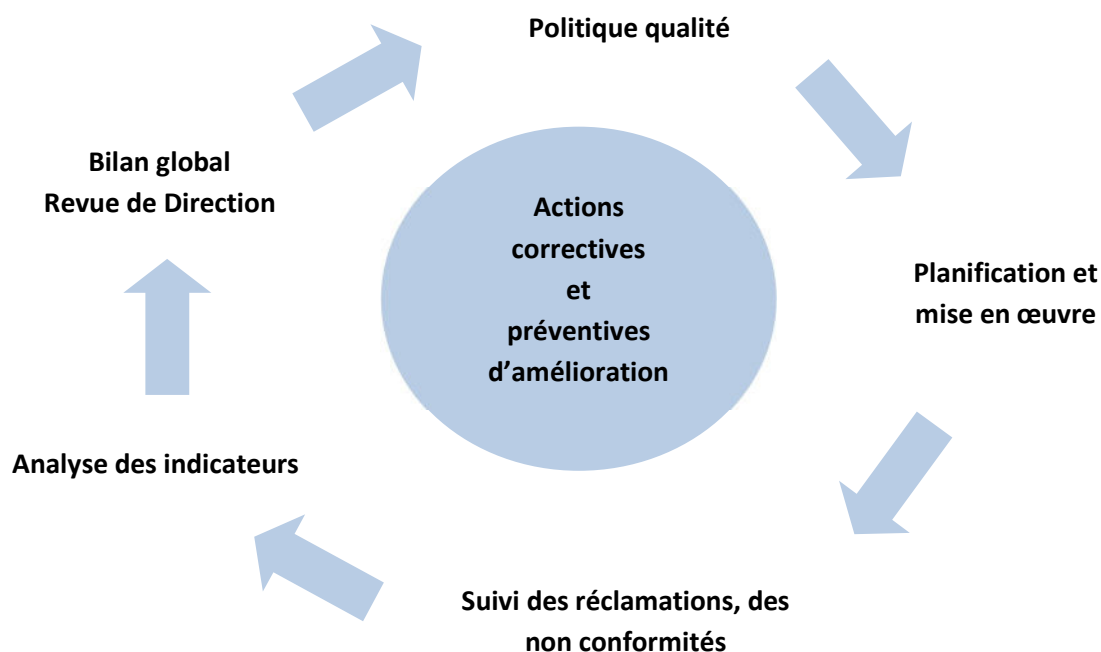 Politique qualité
Bilan global
Revue de Direction
Actions
correctives
et
préventives
d’amélioration
Planification et
mise en œuvre
Analyse des indicateurs
Suivi des réclamations, des
non conformités